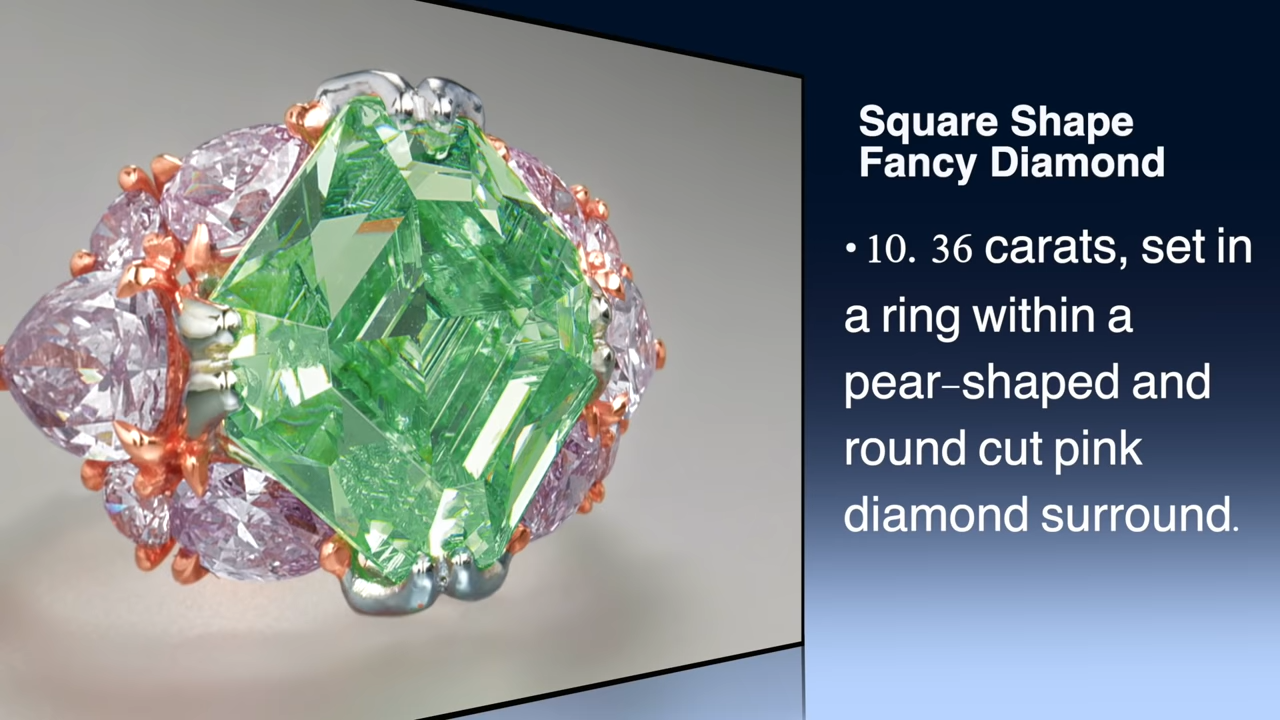 Square Shape
Fancy Diamond
• 10. 36 carats, set in
a ring within a
pear–shaped and
round cut pink
diamond surround.